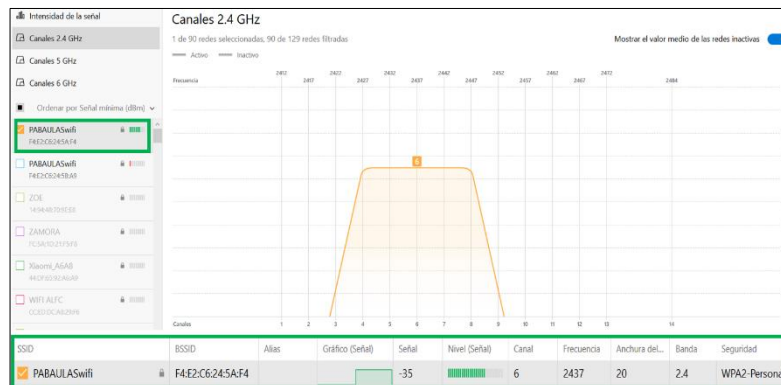 Intensidad de la señal
Canales 2.4 GHz
Canales 5 GHz
Canales 6 GHz
Ordenar por Señal mínima (dBm)
PABAULASwifi
F4:E2:C6:24:5A:F4
PABAULASwifi
F4:E2:C6:24:5B:A9
ZOE
ZAMORA
Xiaomi_A6A8
WIFI ALFC
Canales 2.4 GHz
1 de 90 redes seleccionadas, 90 de 129 redes filtradas
Mostrar el valor medio de las redes inactivas
Activo Inactivo
2412 2422 2432 2442 2452 2462 2472
Frecuencia 2417 2427 2437 2447 2457 2467 2484
6
Canales 1 2 3 4 5 6 7 8 9 10 11 12 13 14
SSID BSSID Alias Gráfico (Señal) Señal Nivel (Señal) Canal Frecuencia Anchura del... Banda Seguridad
PABAULASwifi F4:E2:C6:24:5A:F4 -35 6 2437 20 2.4 WPA2-Persona